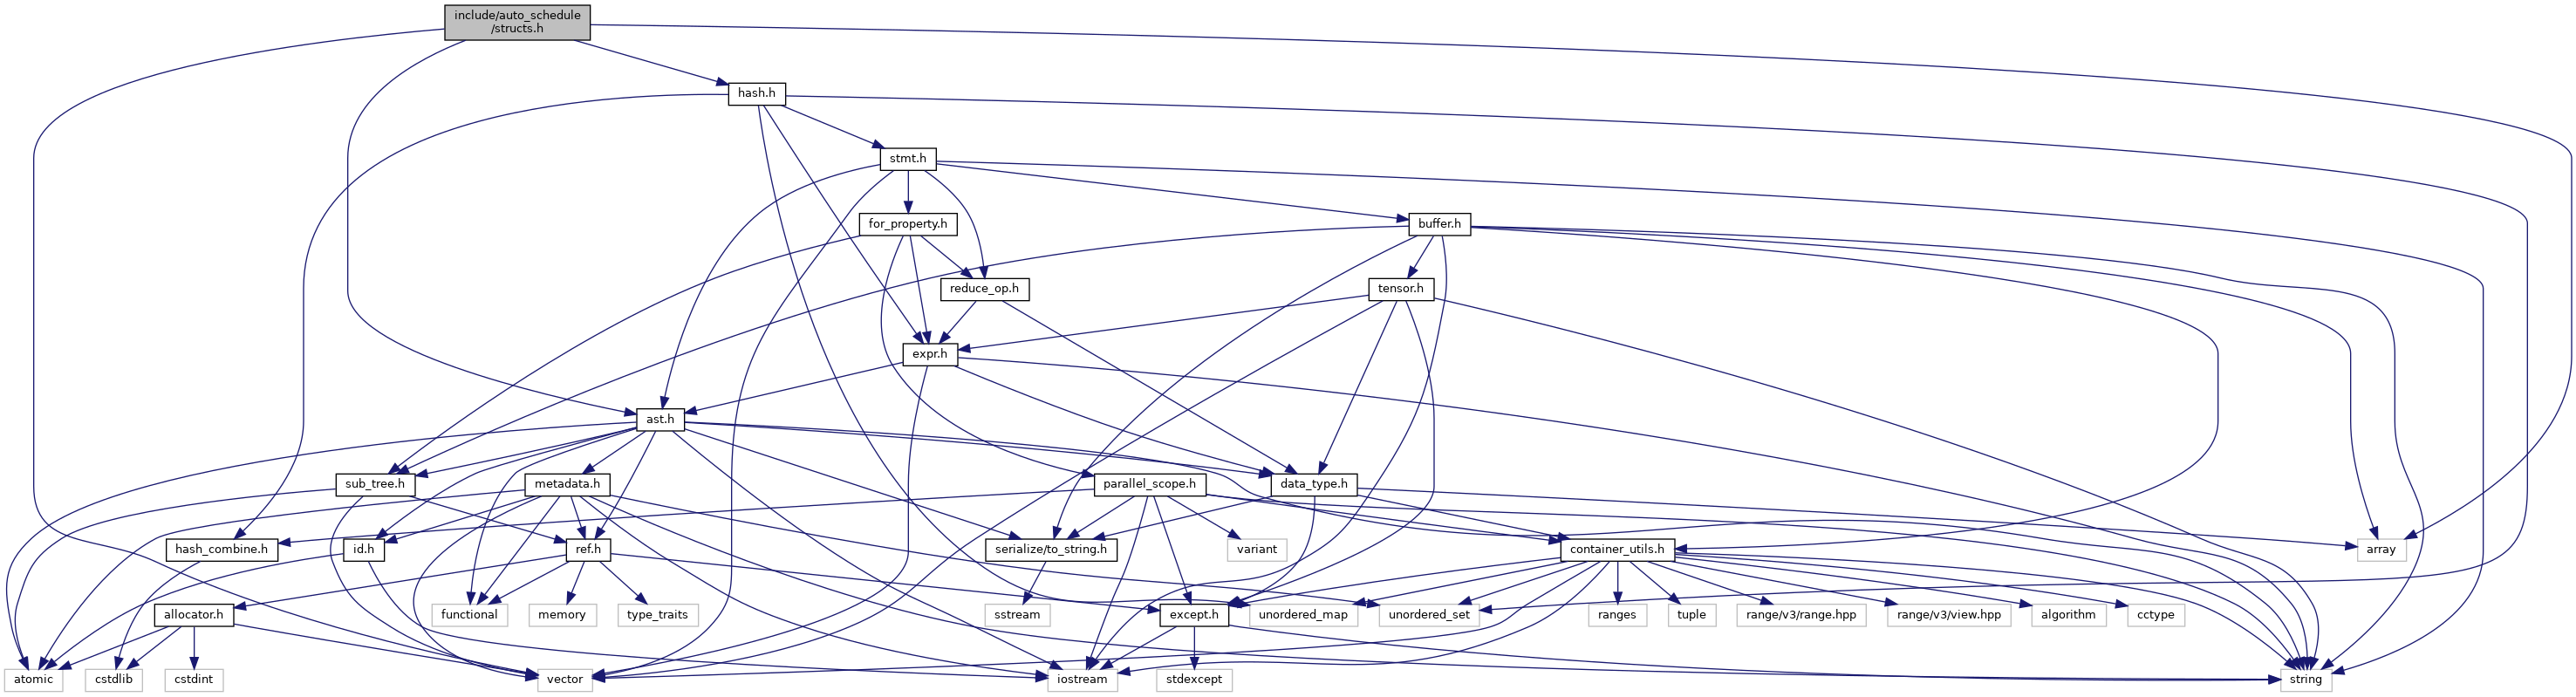 include/auto_schedule
/structs.h
hash.h
stmt.h
for_property.h
buffer.h
reduce_op.h
tensor.h
expr.h
ast.h
sub_tree.h
metadata.h
parallel_scope.h
data_type.h
hash_combine.h
id.h
ref.h
serialize/to_string.h
variant
container_utils.h
array
allocator.h
functional
memory
type_traits
sstream
except.h
unordered_map
unordered_set
ranges
tuple
range/v3/range.hpp
range/v3/view.hpp
algorithm
cctype
atomic
cstdlib
cstdint
vector
iostream
stdexcept
string